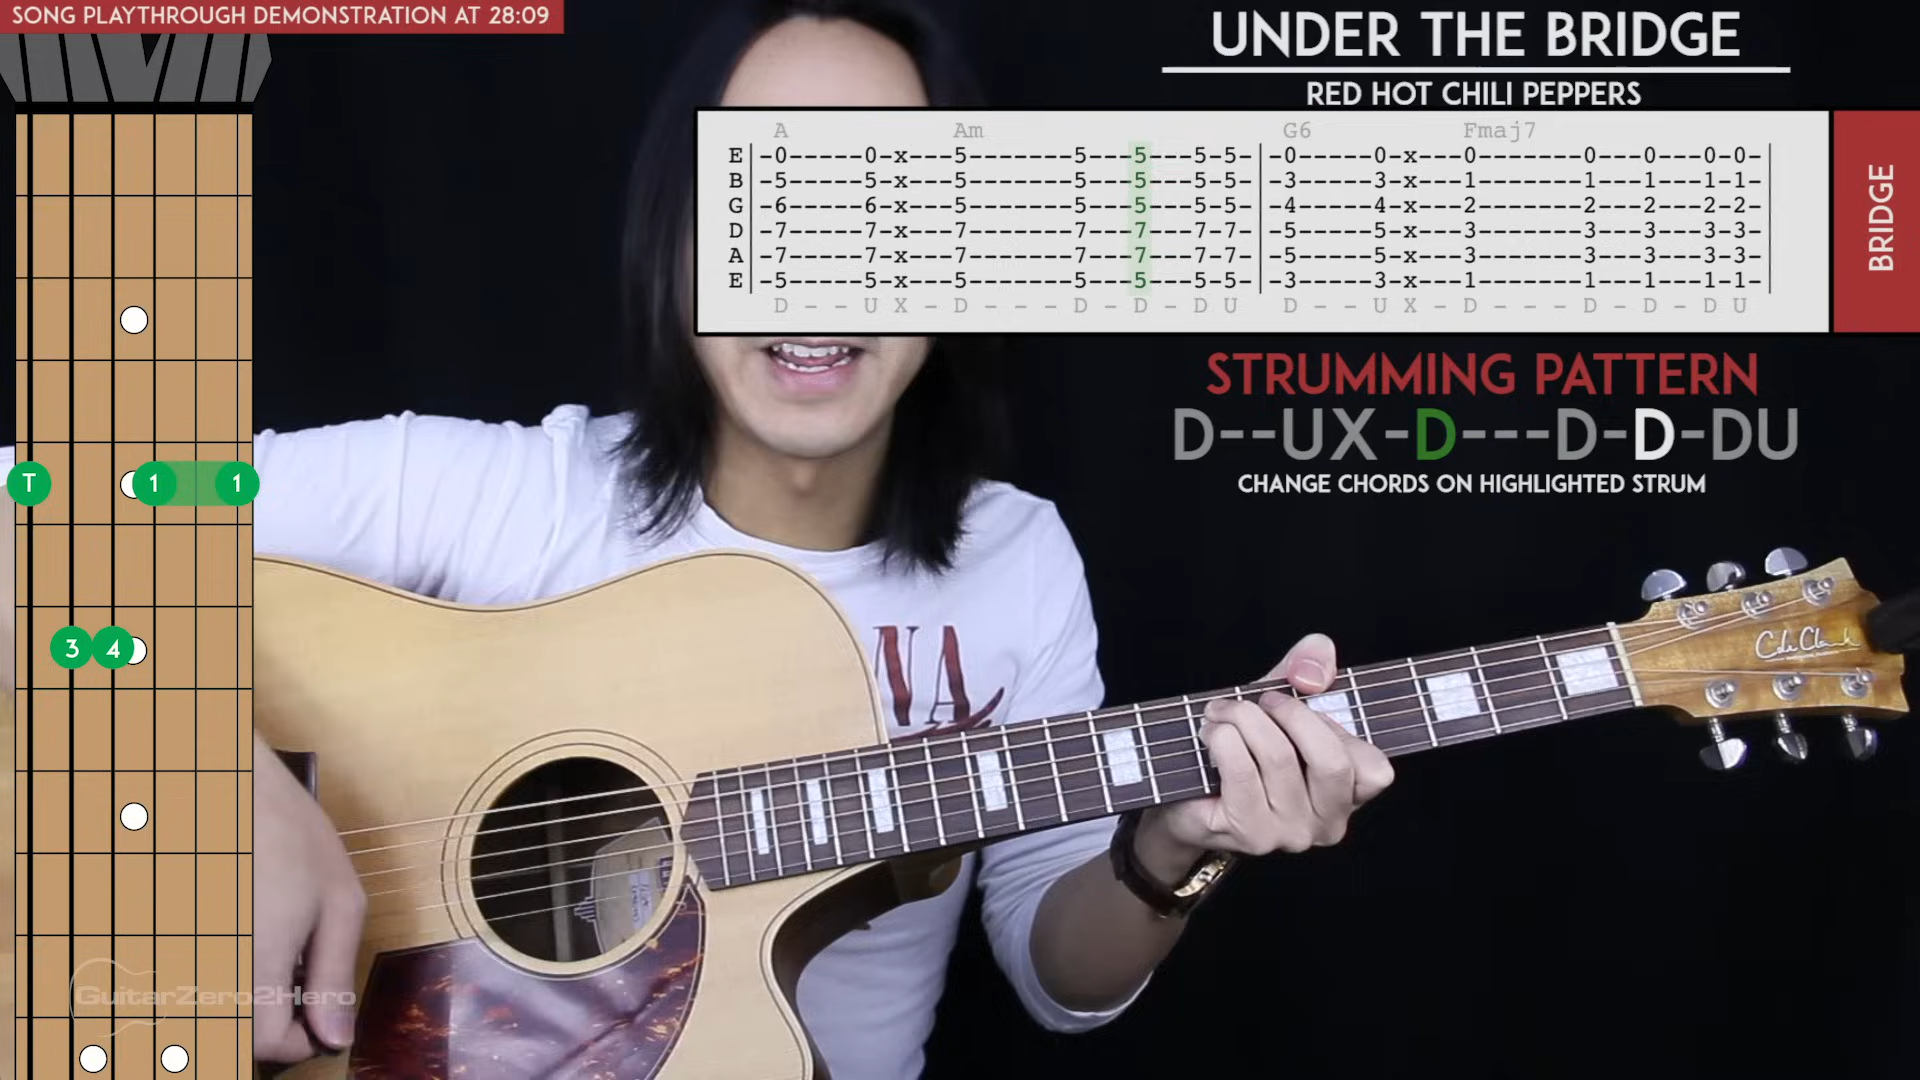 SONG PLAYTHROUGH DEMONSTRATION AT 28:09
UNDER THE BRIDGE
RED HOT CHILI PEPPERS
A Am G6 Fmaj7
E|-0-----0-x---5-------5---5---5-5-|-0-----0-x---0-------0---0---0-0-|
B|-5-----5-x---5-------5---5---5-5-|-3-----3-x---1-------1---1---1-1-|
G|-6-----6-x---5-------5---5---5-5-|-4-----4-x---2-------2---2---2-2-|
D|-7-----7-x---7-------7---7---7-7-|-5-----5-x---3-------3---3---3-3-|
A|-7-----7-x---7-------7---7---7-7-|-5-----5-x---3-------3---3---3-3-|
E|-5-----5-x---5-------5---5---5-5-|-3-----3-x---1-------1---1---1-1-|
D - - U X - D - - - D - D - D U D - - U X - D - - - D - D - D U
BRIDGE
STRUMMING PATTERN
D--UX-D---D-D-DU
CHANGE CHORDS ON HIGHLIGHTED STRUM
T 1 1
3 4
NA
Cole Clark
GuitarZero2Hero